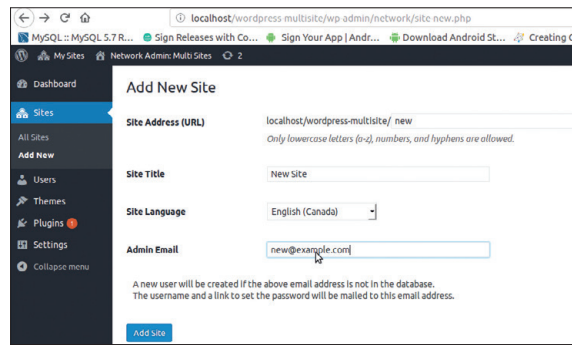 localhost/wordpress-multisite/wp-admin/network/site-new.php
MySQL :: MySQL 5.7 R... Sign Releases with Co... Sign Your App | Andr... Download Android St... Creating
My Sites Network Admin: Multi Sites 2
Dashboard
Add New Site
Sites
Site Address (URL)
localhost/wordpress-multisite/ new
Only lowercase letters (a-z), numbers, and hyphens are allowed.
All Sites
Add New
Site Title
New Site
Users
Themes
Site Language
English (Canada)
Plugins 1
Settings
Admin Email
new@example.com
Collapse menu
A new user will be created if the above email address is not in the database.
The username and a link to set the password will be mailed to this email address.
Add Site